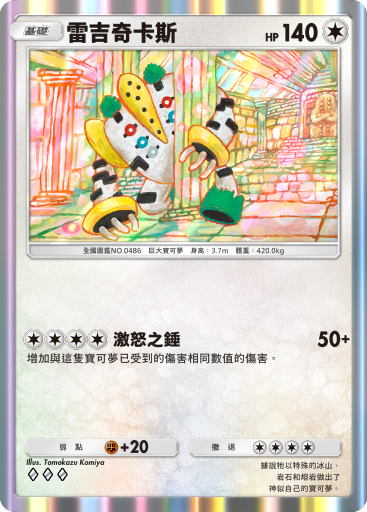 基礎 雷吉奇卡斯 HP 140
全國圖鑑NO.0486 巨大寶可夢 身高：3.7m 體重：420.0kg
激怒之錘 50+
增加與這隻寶可夢已受到的傷害相同數值的傷害。
弱點 +20 撤退
Illus. Tomokazu Komiya
據說牠以特殊的冰山、
岩石和熔岩做出了
神似自己的寶可夢。